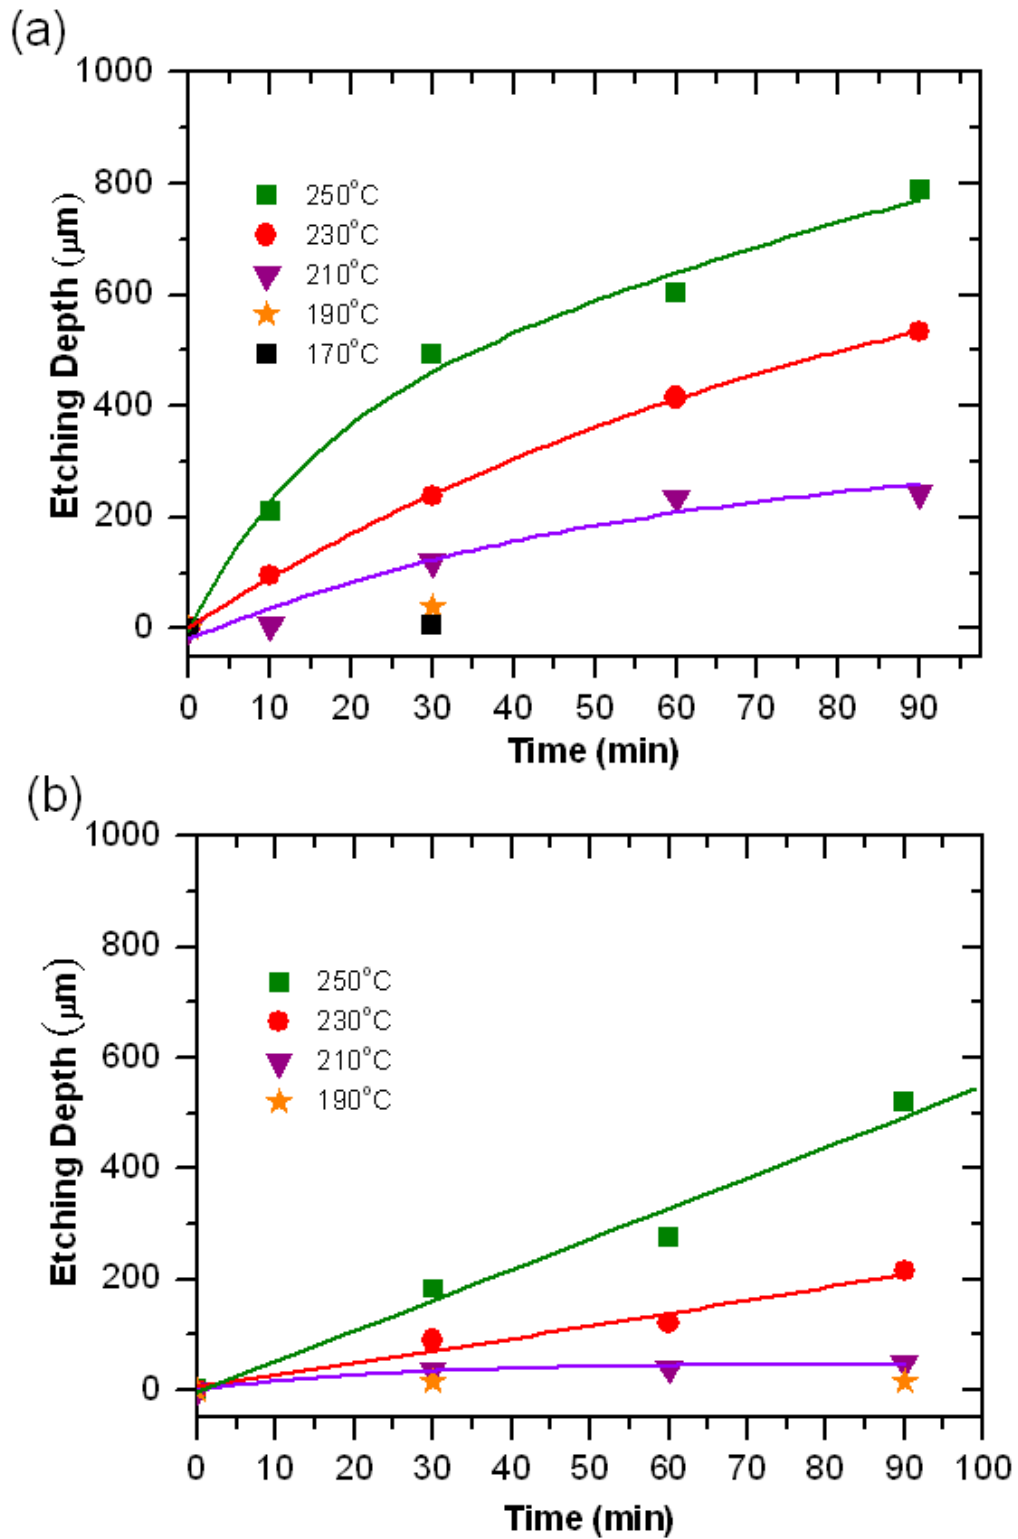 (a)
1000
800
600
400
200
0
Etching Depth (μm)
250°C
230°C
210°C
190°C
170°C
0 10 20 30 40 50 60 70 80 90
Time (min)
(b)
1000
800
600
400
200
0
Etching Depth (μm)
250°C
230°C
210°C
190°C
0 10 20 30 40 50 60 70 80 90 100
Time (min)